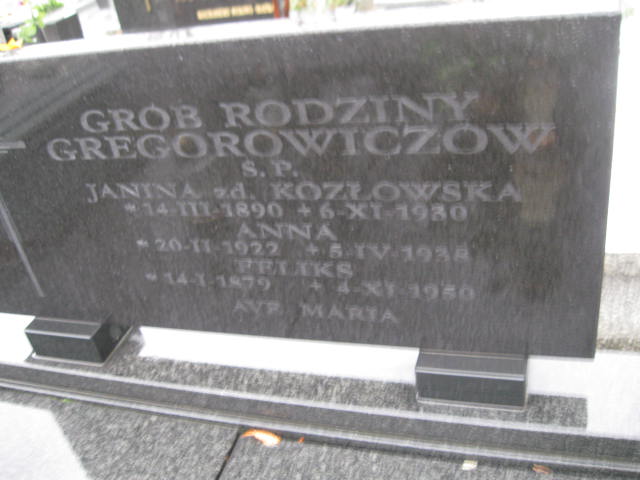 GRÓB RODZINY
GREGOROWICZÓW
Ś.P.
JANINA zd. KOZŁOWSKA
* 14-III-1890 + 6-XI-1930
ANNA
* 20-II-1922 + 5-IV-1938
FELIKS
* 14-I-1879 + 4-XI-1950
AVE MARIA